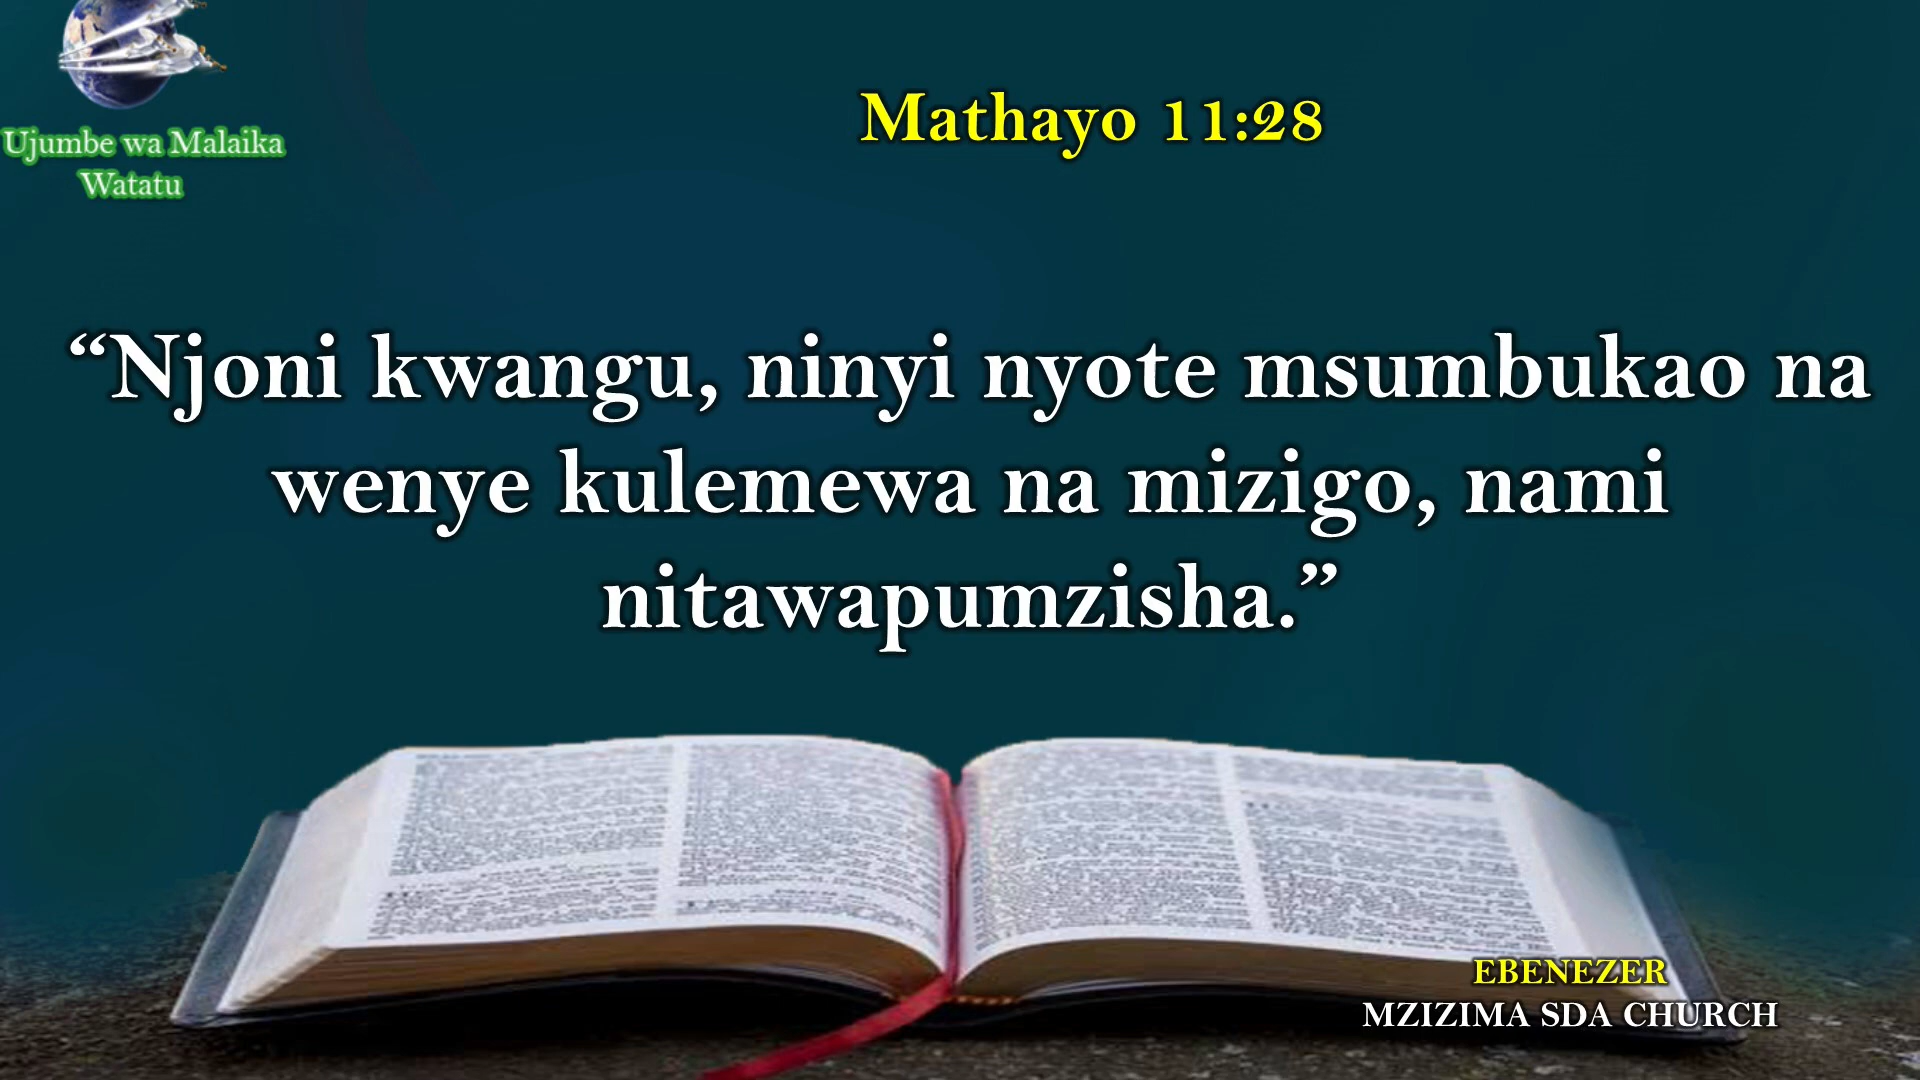 Ujumbe wa Malaika
Watatu
Mathayo 11:28
“Njoni kwangu, ninyi nyote msumbukao na
wenye kulemewa na mizigo, nami
nitawapumzisha.”
EBENEZER
MZIZIMA SDA CHURCH